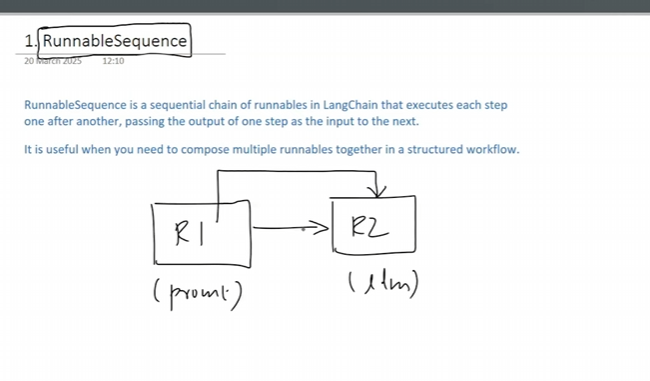 1. RunnableSequence
20 March 2025 12:10
RunnableSequence is a sequential chain of runnables in LangChain that executes each step
one after another, passing the output of one step as the input to the next.
It is useful when you need to compose multiple runnables together in a structured workflow.
R1 R2
(promt) (llm)